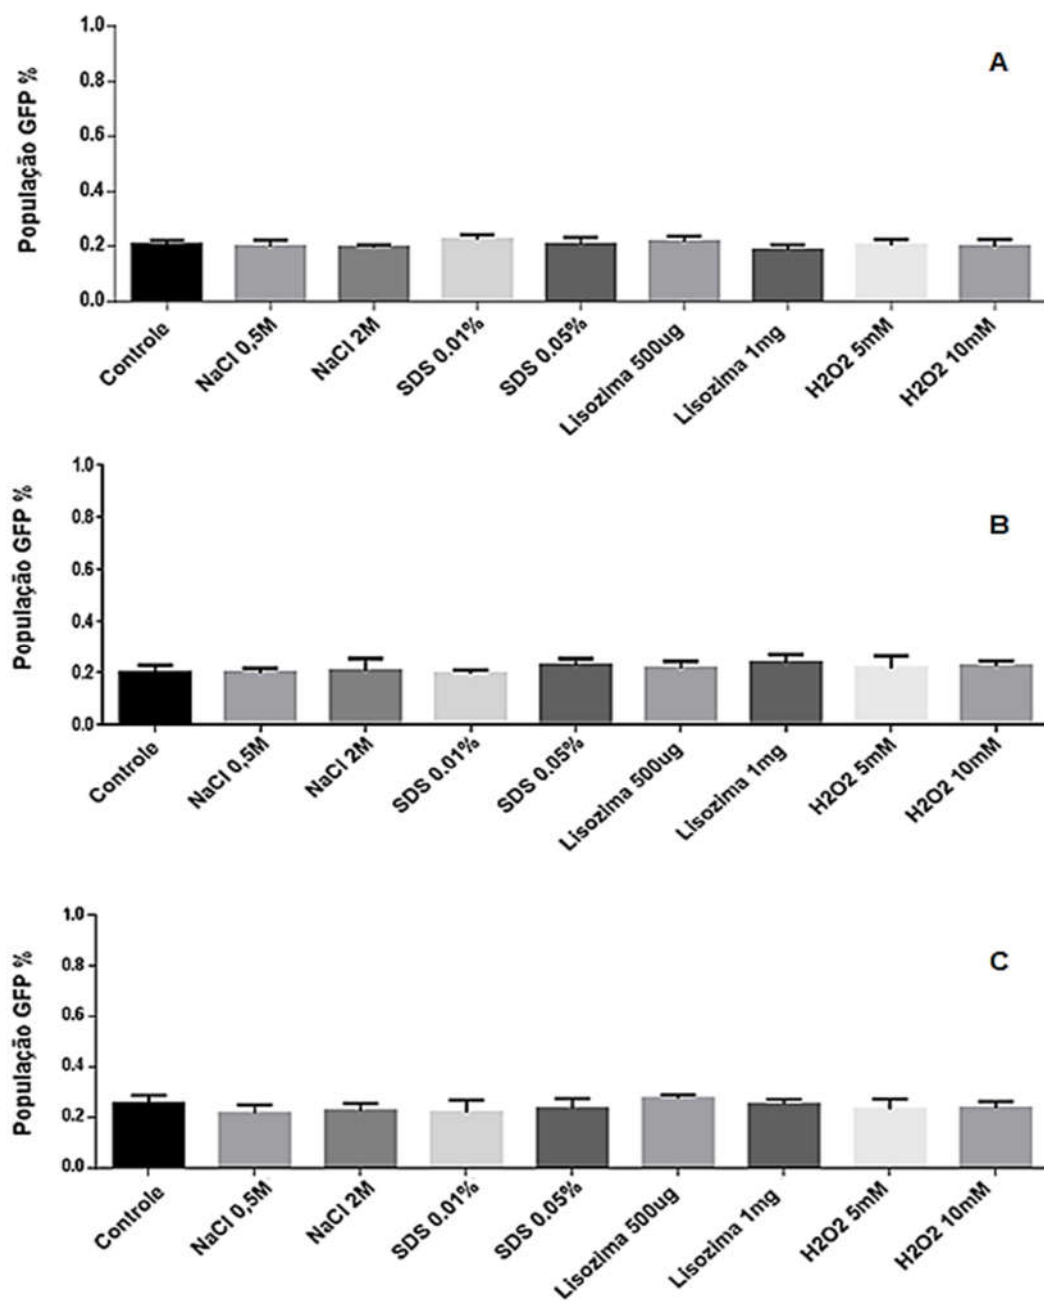 A
População GFP %
1.0
0.8
0.6
0.4
0.2
0.0
Controle
NaCl 0,5M
NaCl 2M
SDS 0.01%
SDS 0.05%
Lisozima 500ug
Lisozima 1mg
H2O2 5mM
H2O2 10mM
B
População GFP %
1.0
0.8
0.6
0.4
0.2
0.0
Controle
NaCl 0,5M
NaCl 2M
SDS 0.01%
SDS 0.05%
Lisozima 500ug
Lisozima 1mg
H2O2 5mM
H2O2 10mM
C
População GFP %
1.0
0.8
0.6
0.4
0.2
0.0
Controle
NaCl 0,5M
NaCl 2M
SDS 0.01%
SDS 0.05%
Lisozima 500ug
Lisozima 1mg
H2O2 5mM
H2O2 10mM